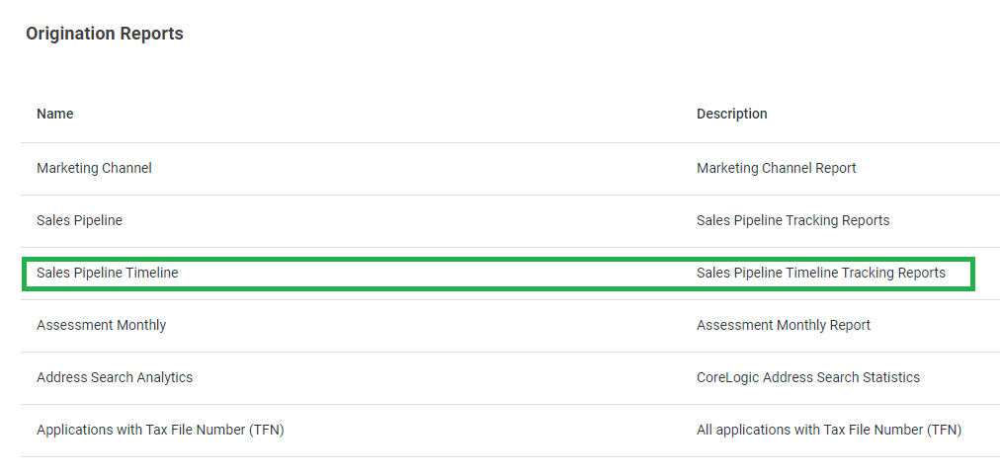 Origination Reports
Name Description
Marketing Channel Marketing Channel Report
Sales Pipeline Sales Pipeline Tracking Reports
Sales Pipeline Timeline Sales Pipeline Timeline Tracking Reports
Assessment Monthly Assessment Monthly Report
Address Search Analytics CoreLogic Address Search Statistics
Applications with Tax File Number (TFN) All applications with Tax File Number (TFN)